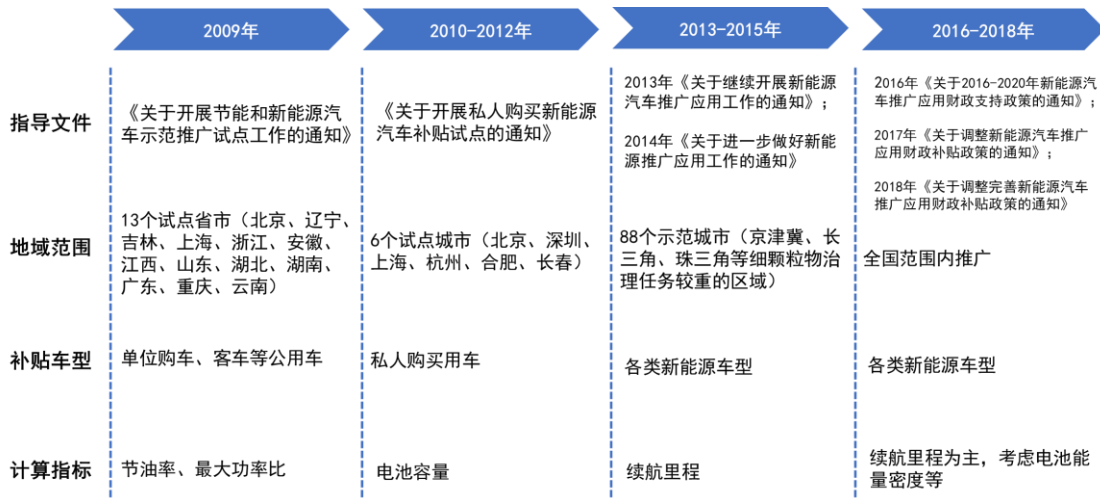 2009年
2010-2012年
2013-2015年
2016-2018年
指导文件
《关于开展节能和新能源汽
车示范推广试点工作的通知》
《关于开展私人购买新能源
汽车补贴试点的通知》
2013年《关于继续开展新能源
汽车推广应用工作的通知》；
2014年《关于进一步做好新能
源推广应用工作的通知》
2016年《关于2016-2020年新能源汽
车推广应用财政支持政策的通知》；
2017年《关于调整新能源汽车推广
应用财政补贴政策的通知》；
2018年《关于调整完善新能源汽车
推广应用财政补贴政策的通知》
地域范围
13个试点省市（北京、辽宁、
吉林、上海、浙江、安徽、
江西、山东、湖北、湖南、
广东、重庆、云南）
6个试点城市（北京、深圳、
上海、杭州、合肥、长春）
88个示范城市（京津冀、长
三角、珠三角等细颗粒物治
理任务较重的区域）
全国范围内推广
补贴车型
单位购车、客车等公用车
私人购买用车
各类新能源车型
各类新能源车型
计算指标
节油率、最大功率比
电池容量
续航里程
续航里程为主，考虑电池能
量密度等